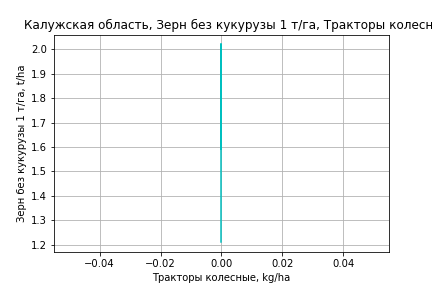 Калужская область, Зерн без кукурузы 1 т/га, Тракторы колесн
Зерн без кукурузы 1 т/га, t/ha
2.0
1.9
1.8
1.7
1.6
1.5
1.4
1.3
1.2
−0.04 −0.02 0.00 0.02 0.04
Тракторы колесные, kg/ha